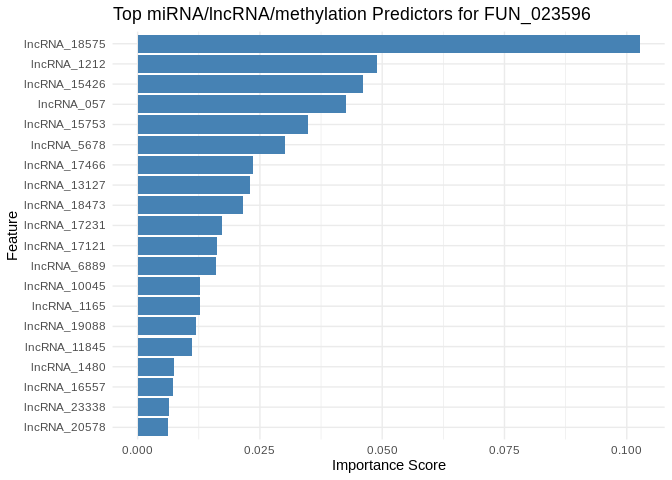 Top miRNA/lncRNA/methylation Predictors for FUN_023596
Feature
lncRNA_18575
lncRNA_1212
lncRNA_15426
lncRNA_057
lncRNA_15753
lncRNA_5678
lncRNA_17466
lncRNA_13127
lncRNA_18473
lncRNA_17231
lncRNA_17121
lncRNA_6889
lncRNA_10045
lncRNA_1165
lncRNA_19088
lncRNA_11845
lncRNA_1480
lncRNA_16557
lncRNA_23338
lncRNA_20578
0.000 0.025 0.050 0.075 0.100
Importance Score